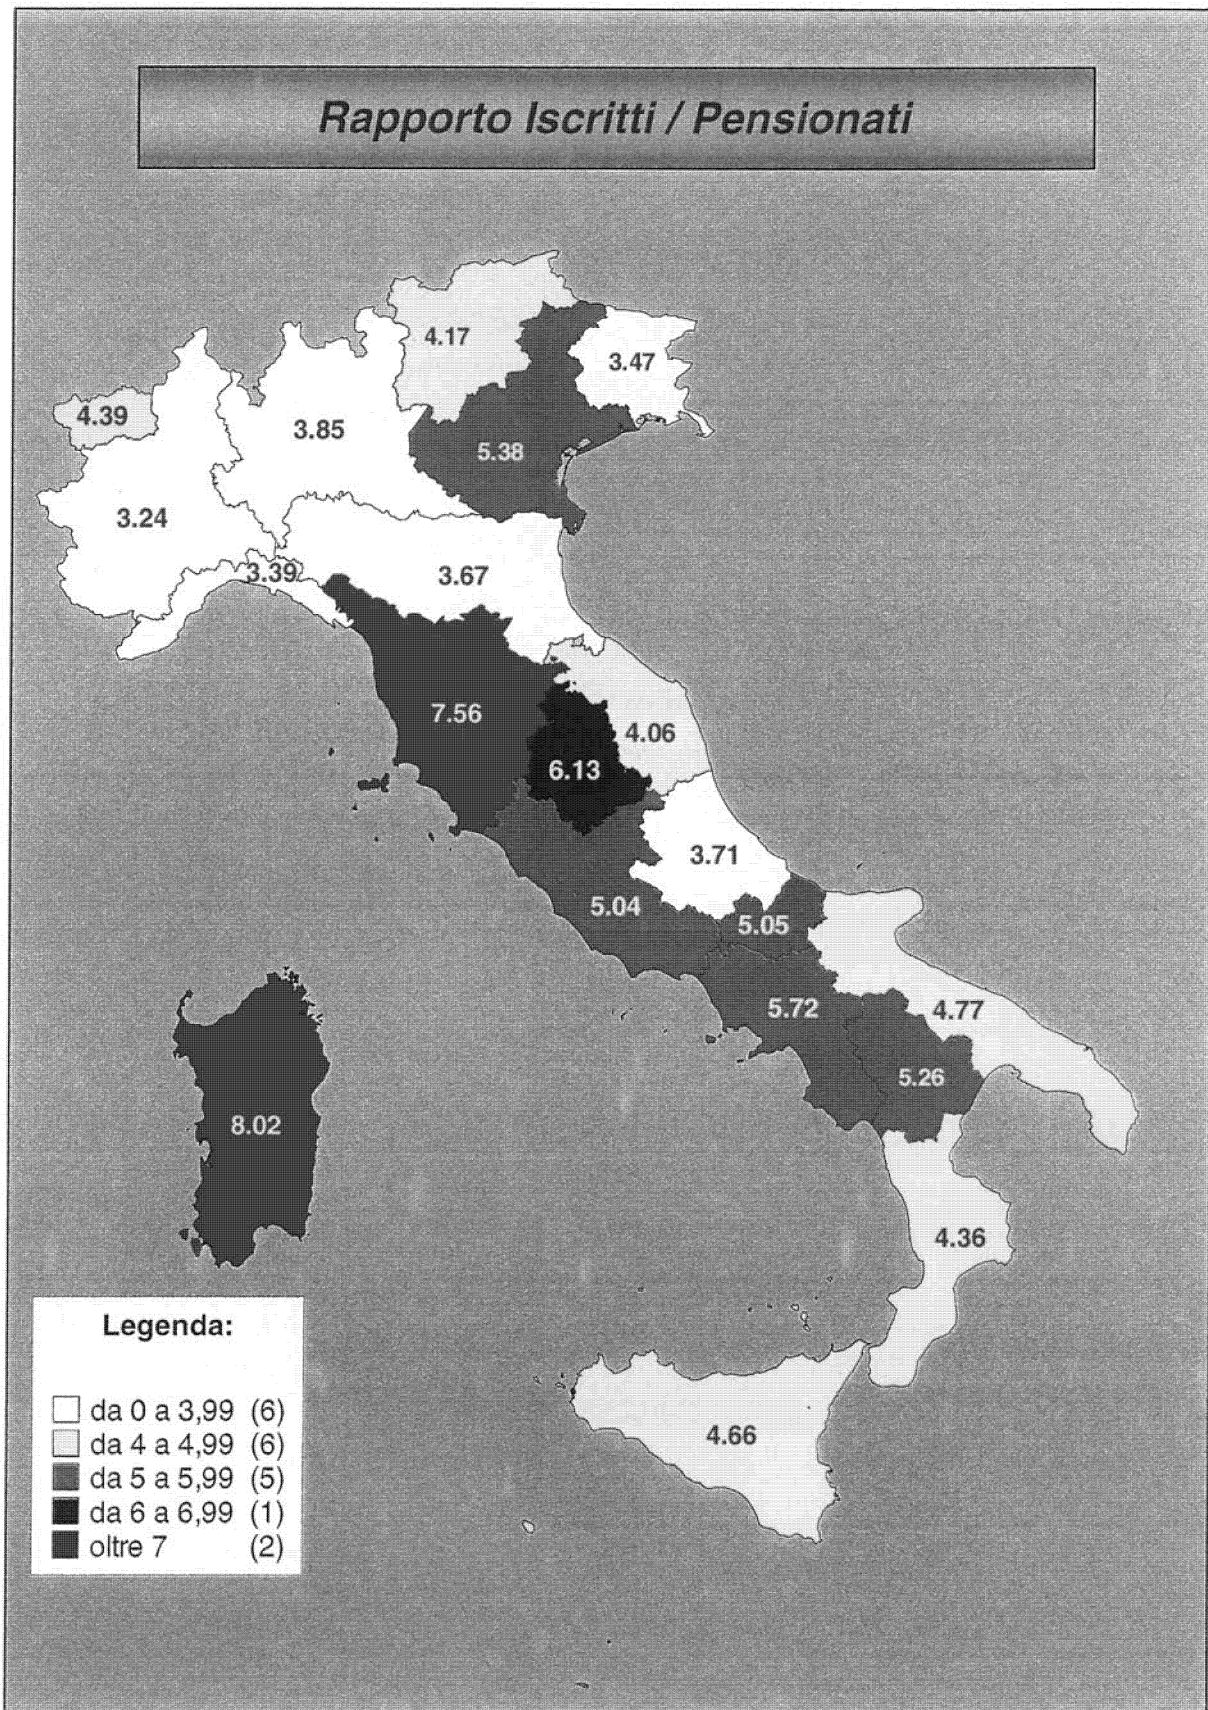 Rapporto Iscritti / Pensionati
4.17
3.47
4.39
3.85
5.38
3.24
3.39
3.67
7.56
4.06
6.13
3.71
5.04
5.05
5.72
4.77
5.26
8.02
4.36
4.66
Legenda:
da 0 a 3,99 (6)
da 4 a 4,99 (6)
da 5 a 5,99 (5)
da 6 a 6,99 (1)
oltre 7 (2)